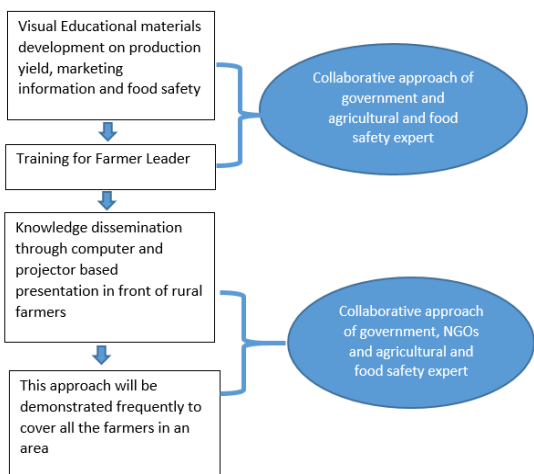 Visual Educational materials
development on production
yield, marketing
information and food safety
Collaborative approach of
government and
agricultural and food
safety expert
Training for Farmer Leader
Knowledge dissemination
through computer and
projector based
presentation in front of rural
farmers
Collaborative approach
of government, NGOs
and agricultural and
food safety expert
This approach will be
demonstrated frequently to
cover all the farmers in an
area